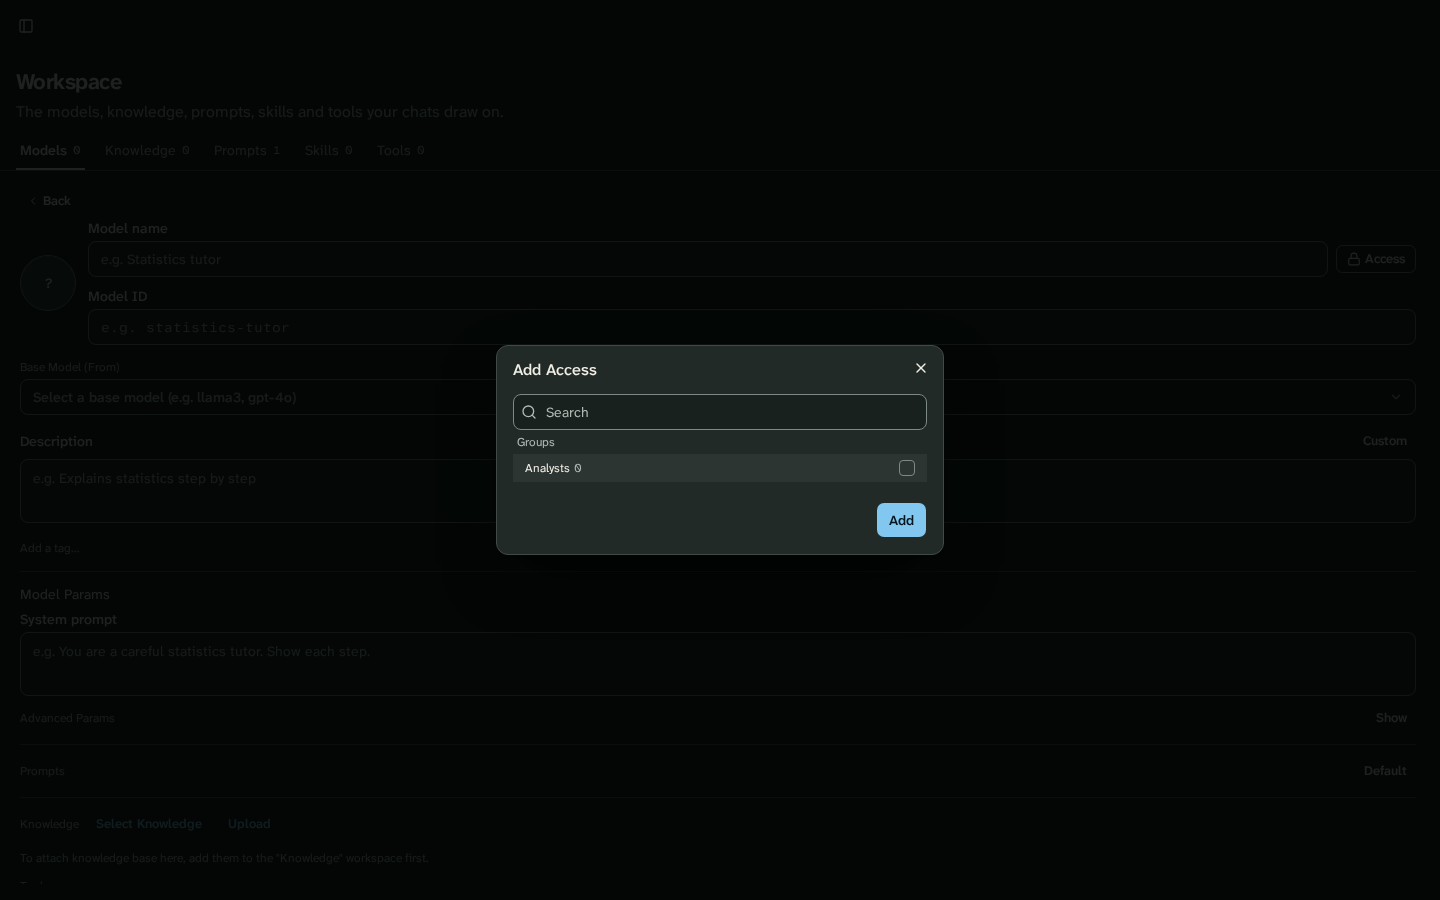 Workspace
The models, knowledge, prompts, skills and tools your chats draw on.
Models 0 Knowledge 0 Prompts 1 Skills 0 Tools 0
Back
Model name
e.g. Statistics tutor
Access
?
Model ID
e.g. statistics-tutor
Base Model (From)
Select a base model (e.g. llama3, gpt-4o)
Description
Custom
e.g. Explains statistics step by step
Add a tag...
Model Params
System prompt
e.g. You are a careful statistics tutor. Show each step.
Advanced Params
Show
Prompts
Default
Knowledge Select Knowledge Upload
To attach knowledge base here, add them to the "Knowledge" workspace first.
Add Access
Search
Groups
Analysts 0
Add